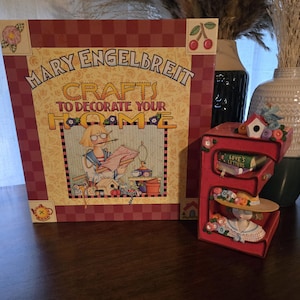 MARY ENGELBREIT
CRAFTS
TO DECORATE YOUR
HOME